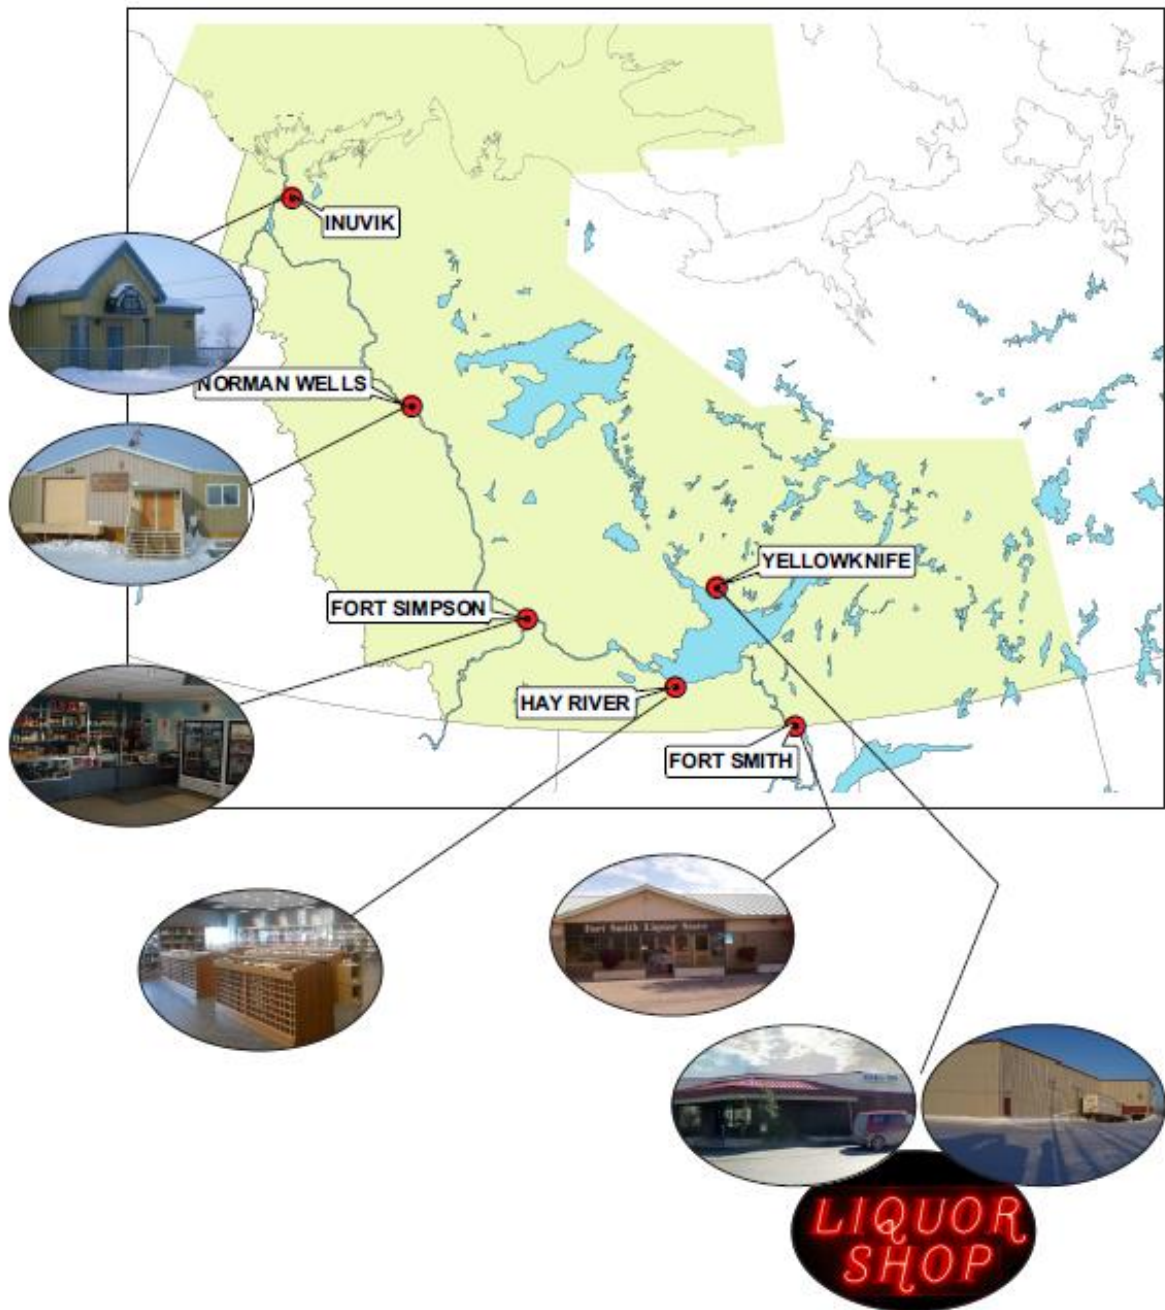 INUVIK
NORMAN WELLS
YELLOWKNIFE
FORT SIMPSON
HAY RIVER
FORT SMITH
Fort Smith Liquor Store
LIQUOR
SHOP